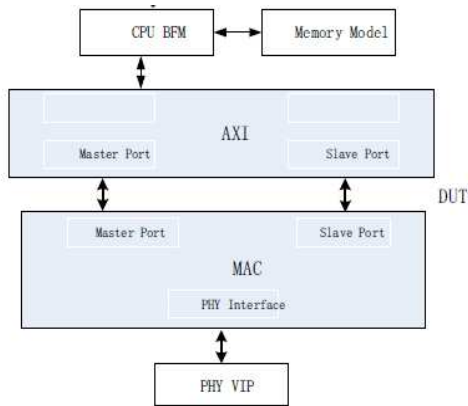 CPU BFM
Memory Model
AXI
Master Port
Slave Port
DUT
Master Port
Slave Port
MAC
PHY Interface
PHY VIP